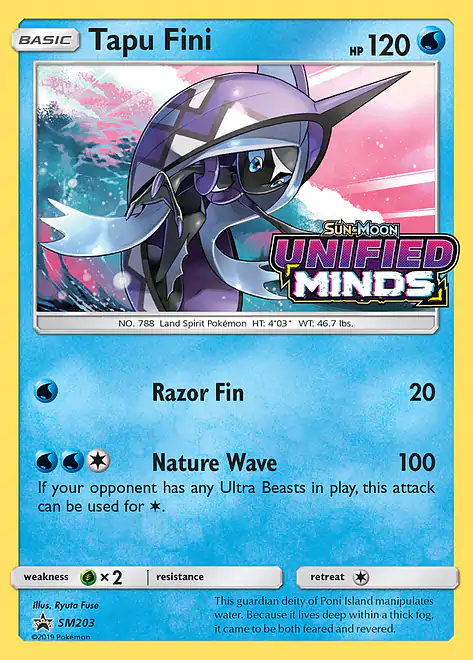 BASIC Tapu Fini HP 120
SUN & MOON
UNIFIED
MINDS
NO. 788 Land Spirit Pokémon HT: 4'03" WT: 46.7 lbs.
Razor Fin 20
Nature Wave 100
If your opponent has any Ultra Beasts in play, this attack
can be used for .
weakness × 2 resistance retreat
Illus. Ryuta Fuse
SM203
©2019 Pokémon
This guardian deity of Poni Island manipulates
water. Because it lives deep within a thick fog,
it came to be both feared and revered.